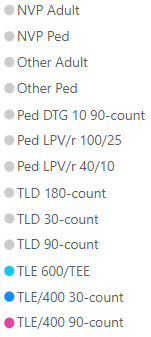 NVP Adult
NVP Ped
Other Adult
Other Ped
Ped DTG 10 90-count
Ped LPV/r 100/25
Ped LPV/r 40/10
TLD 180-count
TLD 30-count
TLD 90-count
TLE 600/TEE
TLE/400 30-count
TLE/400 90-count